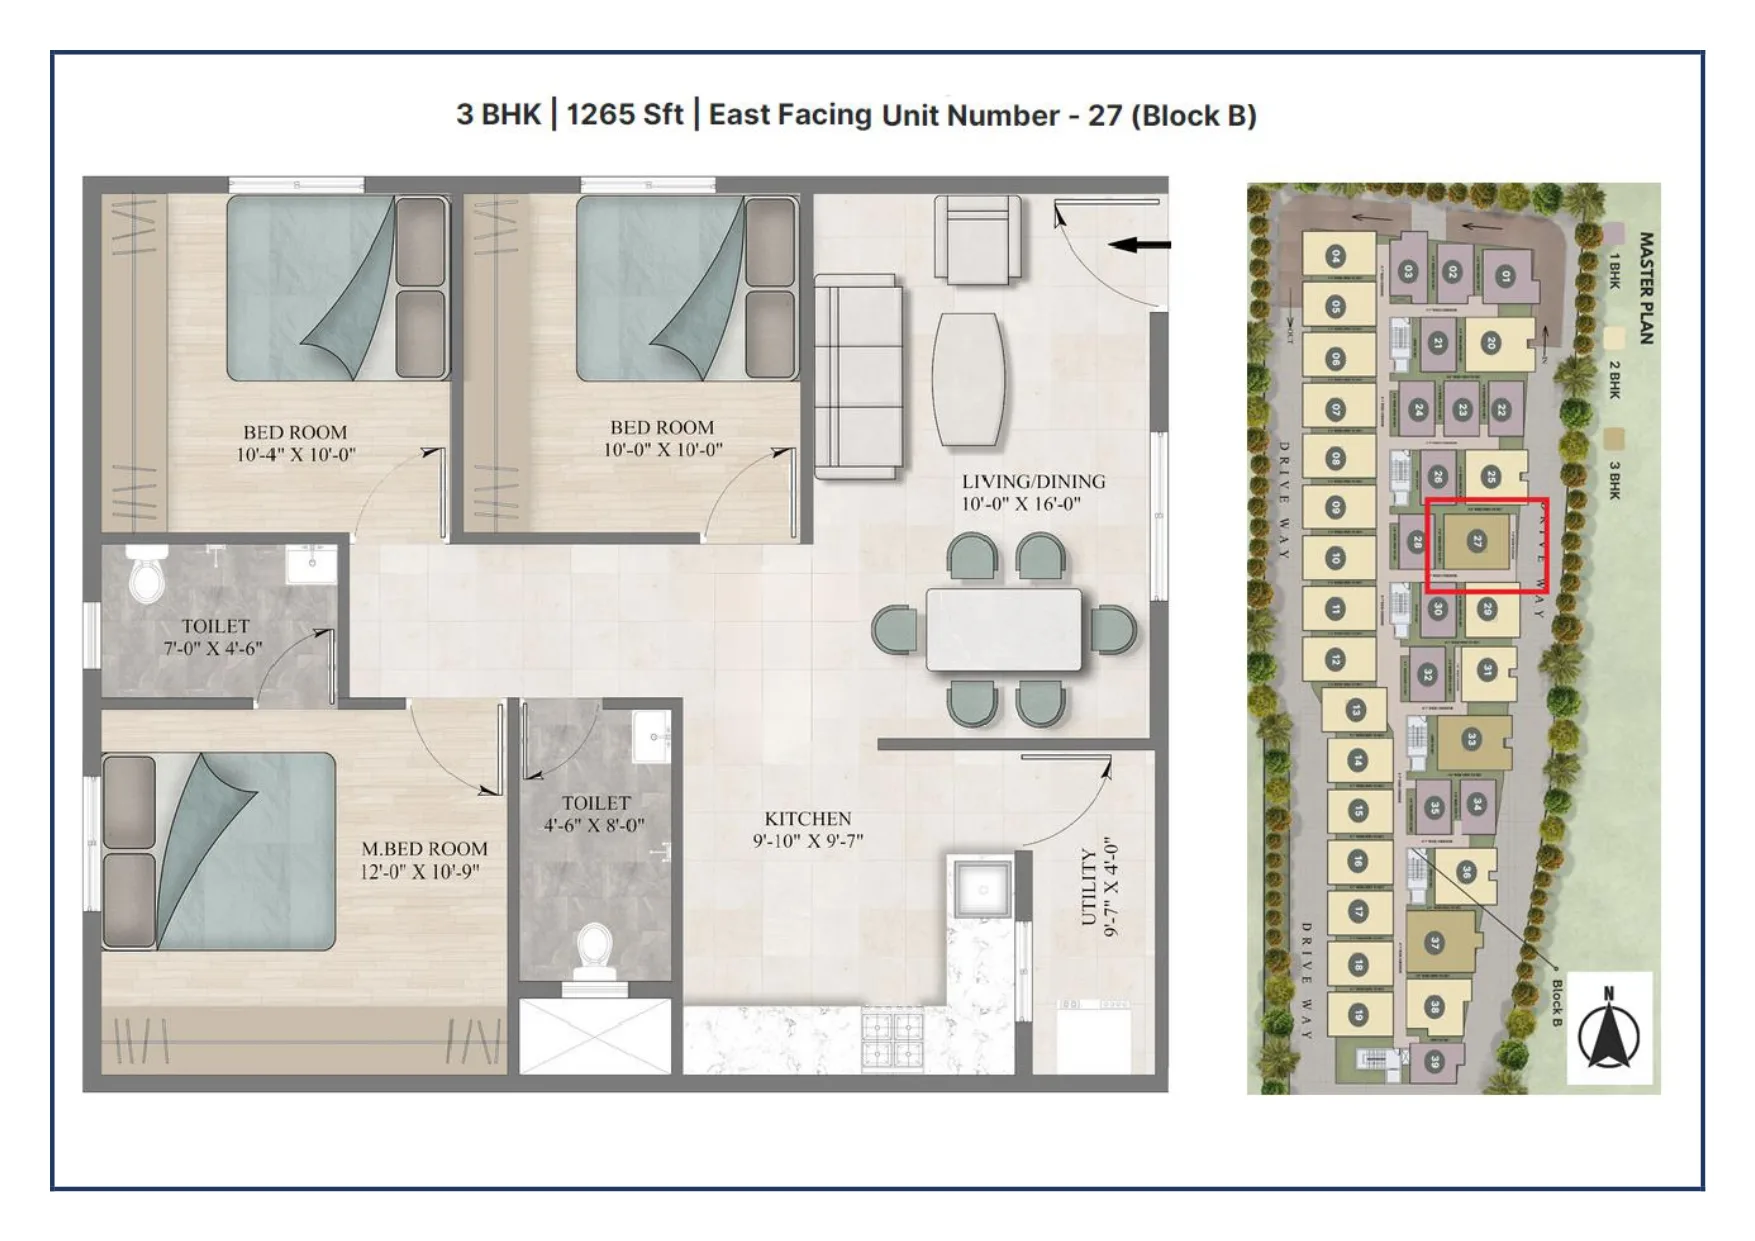 3 BHK | 1265 Sft | East Facing Unit Number - 27 (Block B)
BED ROOM
10'-4" X 10'-0"
BED ROOM
10'-0" X 10'-0"
LIVING/DINING
10'-0" X 16'-0"
TOILET
7'-0" X 4'-6"
TOILET
4'-6" X 8'-0"
M.BED ROOM
12'-0" X 10'-9"
KITCHEN
9'-10" X 9'-7"
UTILITY
9'-7" X 4'-0"
MASTER PLAN
1 BHK
2 BHK
3 BHK
04
03
02
01
05
OUT
21
20
IN
06
07
24
23
22
08
26
25
09
DRIVE WAY
28
27
DRIVE WAY
10
11
30
29
12
32
31
13
33
14
15
35
34
16
36
17
37
18
38
19
39
DRIVE WAY
Block B
N